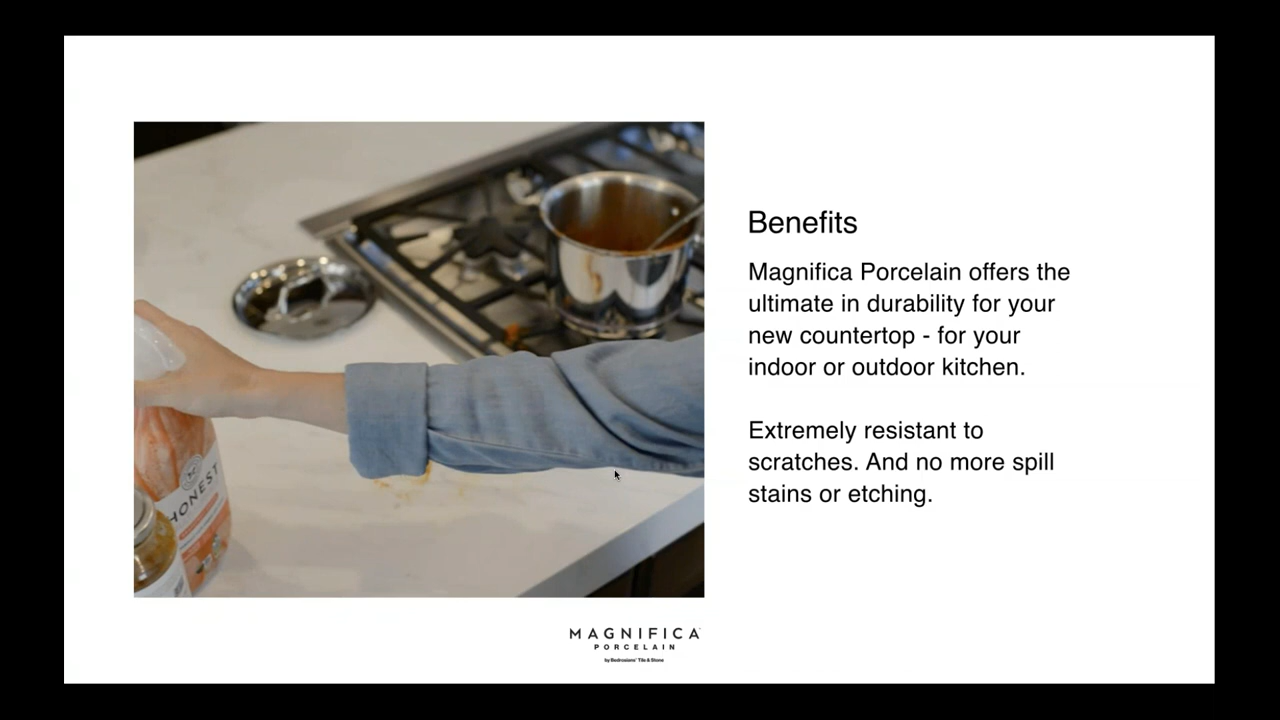 Benefits
Magnifica Porcelain offers the
ultimate in durability for your
new countertop - for your
indoor or outdoor kitchen.
Extremely resistant to
scratches. And no more spill
stains or etching.
HONEST
MAGNIFICA
PORCELAIN
by Bedrosians® Tile & Stone